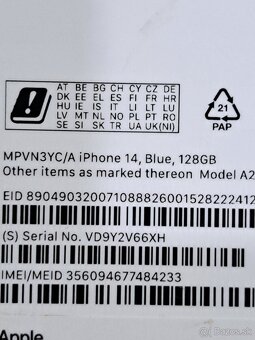 AT BE BG CH CY CZ DE
DK EE EL ES FI FR HR
HU IE IS IT LI LT LU
LV MT NL NO PL PT RO
SE SI SK TR UA UK(NI)
21
PAP
MPVN3YC/A iPhone 14, Blue, 128GB
Other items as marked thereon Model A2
EID 89049032007108882600152822241 2
(S) Serial No. VD9Y2V66XH
IMEI/MEID 356094677484233
Apple
bazos.sk